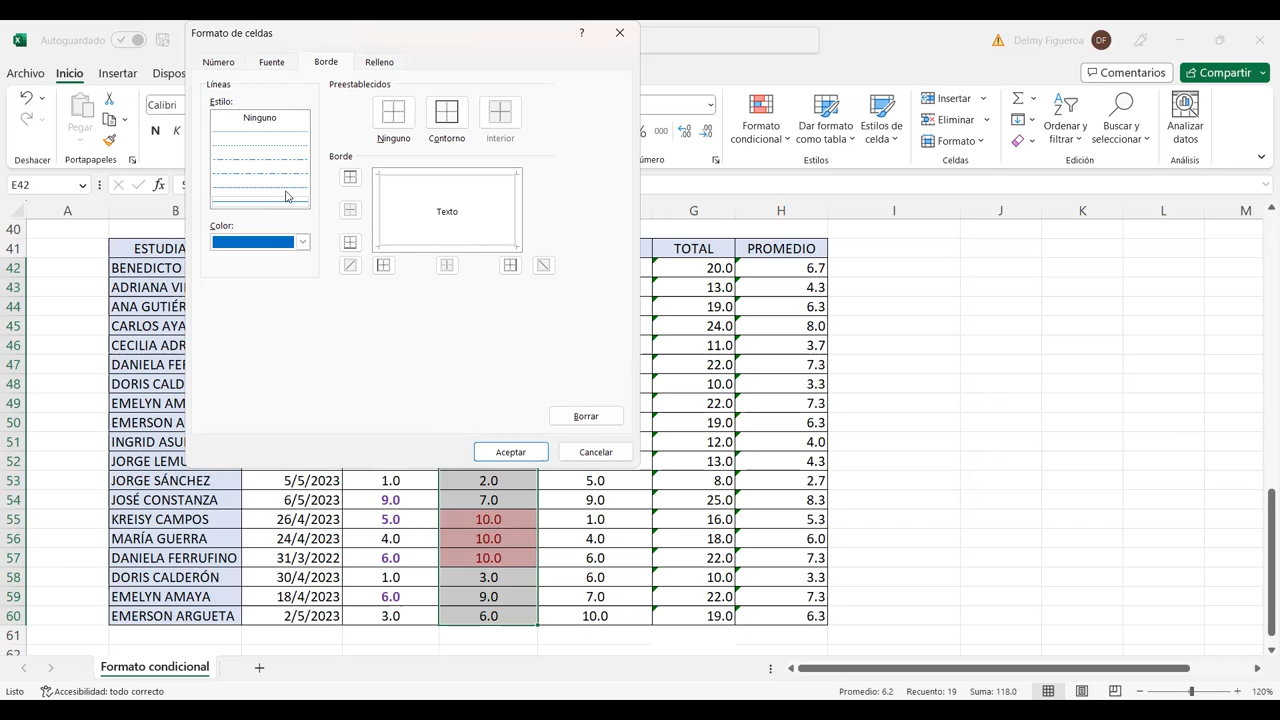 Autoguardado
Formato de celdas
?
Delmy Figueroa
DF
Archivo Inicio Insertar Dispos
Comentarios
Compartir
Número Fuente Borde Relleno
Líneas
Estilo:
Ninguno
Color:
Preestablecidos
Ninguno Contorno Interior
Borde
Texto
Borrar
Aceptar
Cancelar
Calibri
N K
Pegar
Deshacer
Portapapeles
% 000
Número
Formato condicional
Dar formato a tabla
Estilos de celda
Estilos
Insertar
Eliminar
Formato
Celdas
Ordenar y filtrar
Buscar y seleccionar
Edición
Analizar datos
Análisis
E42
fx 5
A B G H I J K L M
40
41 ESTUDIA TOTAL PROMEDIO
42 BENEDICTO 20.0 6.7
43 ADRIANA VI 13.0 4.3
44 ANA GUTIÉR 19.0 6.3
45 CARLOS AYA 24.0 8.0
46 CECILIA ADR 11.0 3.7
47 DANIELA FER 22.0 7.3
48 DORIS CALD 10.0 3.3
49 EMELYN AM 22.0 7.3
50 EMERSON A 19.0 6.3
51 INGRID ASU 12.0 4.0
52 JORGE LEMU 13.0 4.3
53 JORGE SÁNCHEZ 5/5/2023 1.0 2.0 5.0 8.0 2.7
54 JOSÉ CONSTANZA 6/5/2023 9.0 7.0 9.0 25.0 8.3
55 KREISY CAMPOS 26/4/2023 5.0 10.0 1.0 16.0 5.3
56 MARÍA GUERRA 24/4/2023 4.0 10.0 4.0 18.0 6.0
57 DANIELA FERRUFINO 31/3/2022 6.0 10.0 6.0 22.0 7.3
58 DORIS CALDERÓN 30/4/2023 1.0 3.0 6.0 10.0 3.3
59 EMELYN AMAYA 18/4/2023 6.0 9.0 7.0 22.0 7.3
60 EMERSON ARGUETA 2/5/2023 3.0 6.0 10.0 19.0 6.3
61
Formato condicional
Listo
Accesibilidad: todo correcto
Promedio: 6.2 Recuento: 19 Suma: 118.0
120%